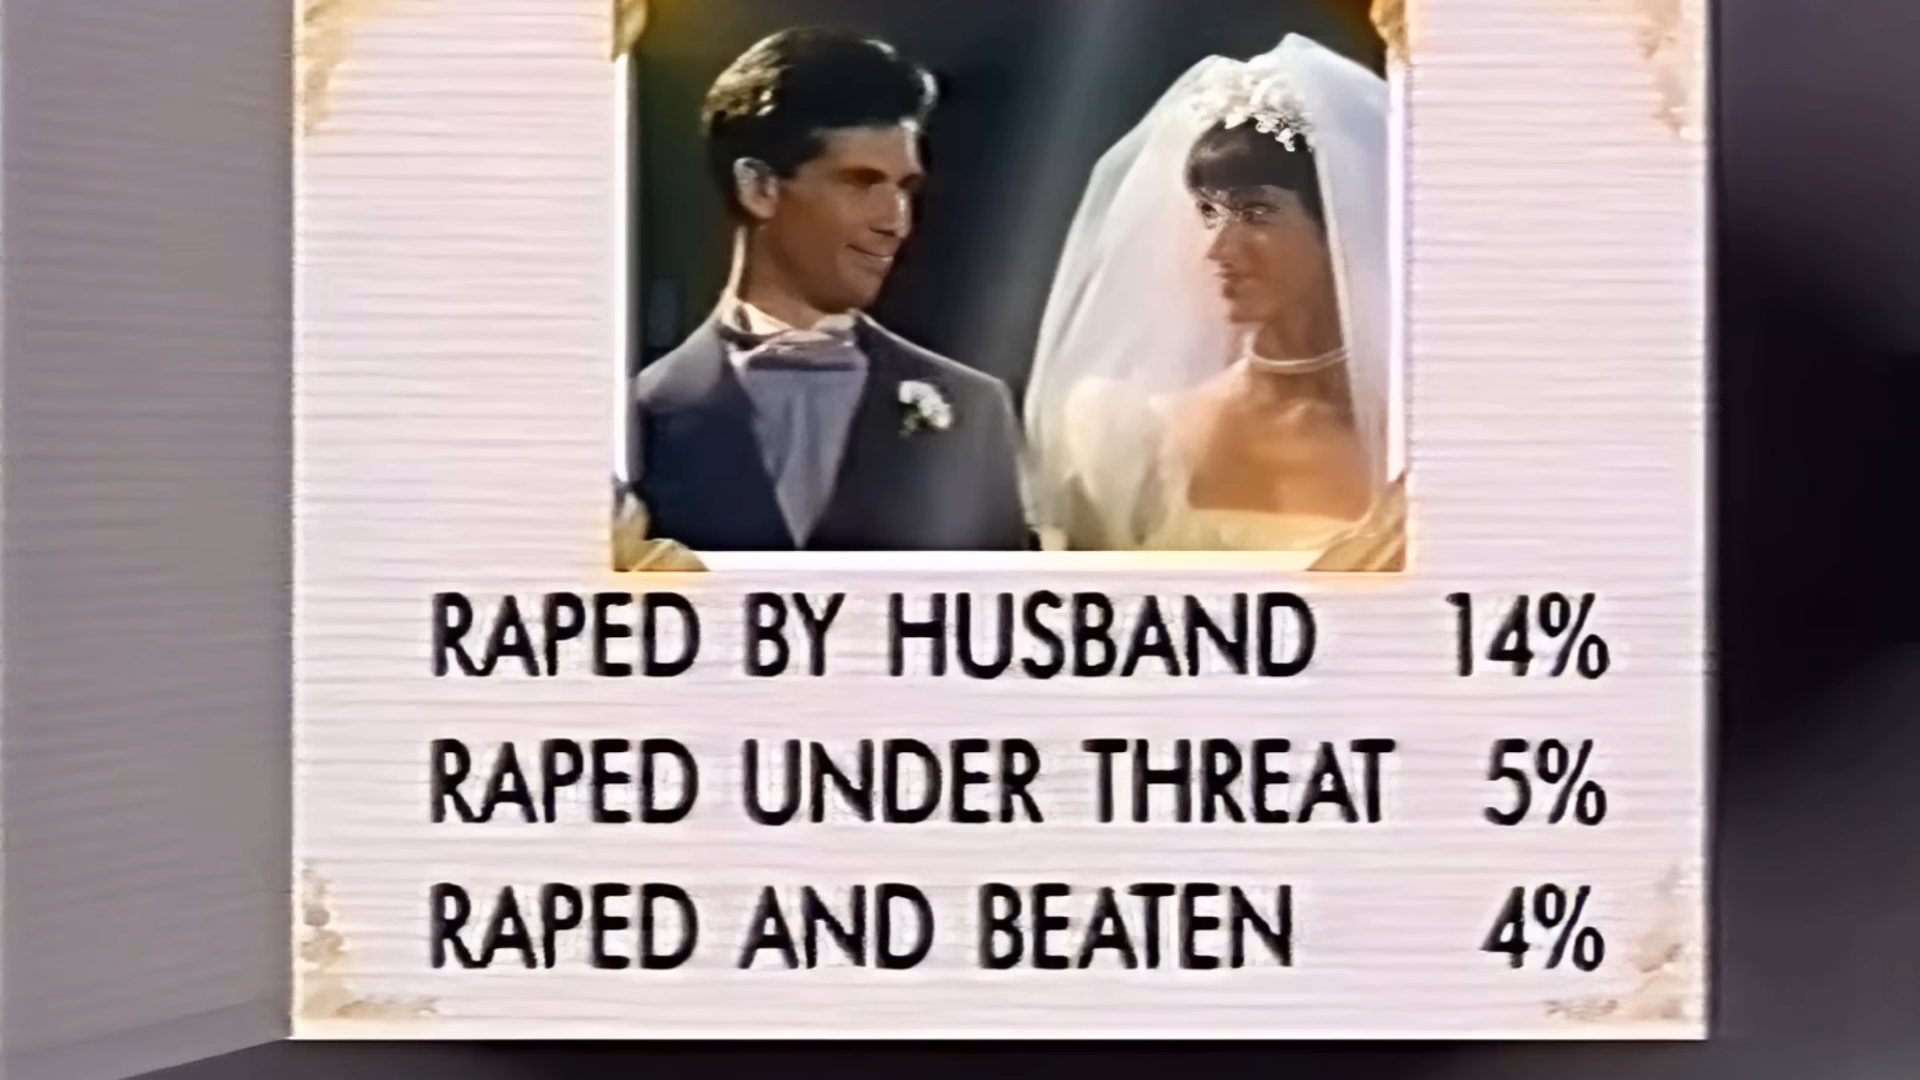 RAPED BY HUSBAND 14%
RAPED UNDER THREAT 5%
RAPED AND BEATEN 4%